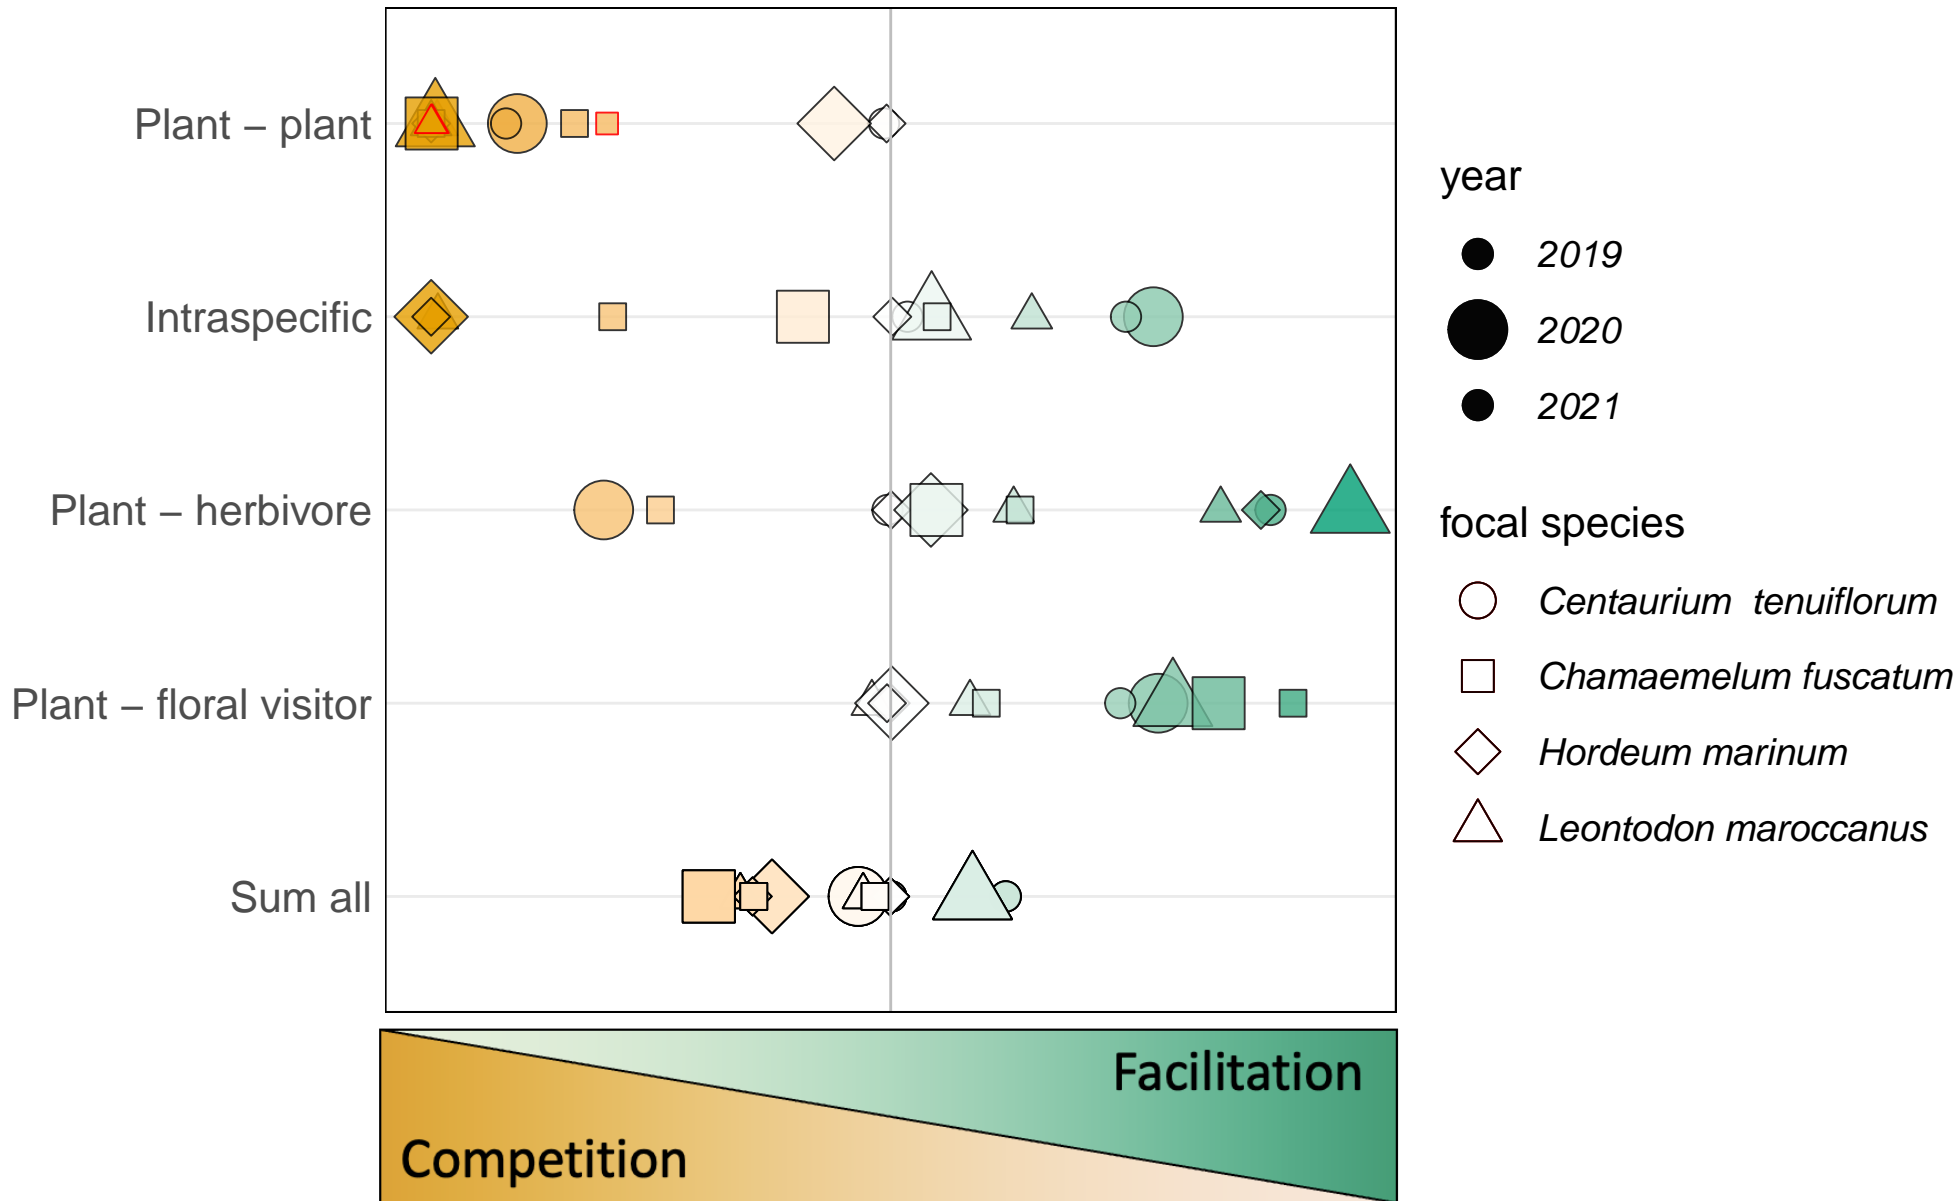 Plant – plant
Intraspecific
Plant – herbivore
Plant – floral visitor
Sum all
year
2019
2020
2021
focal species
Centaurium tenuiflorum
Chamaemelum fuscatum
Hordeum marinum
Leontodon maroccanus
Facilitation
Competition